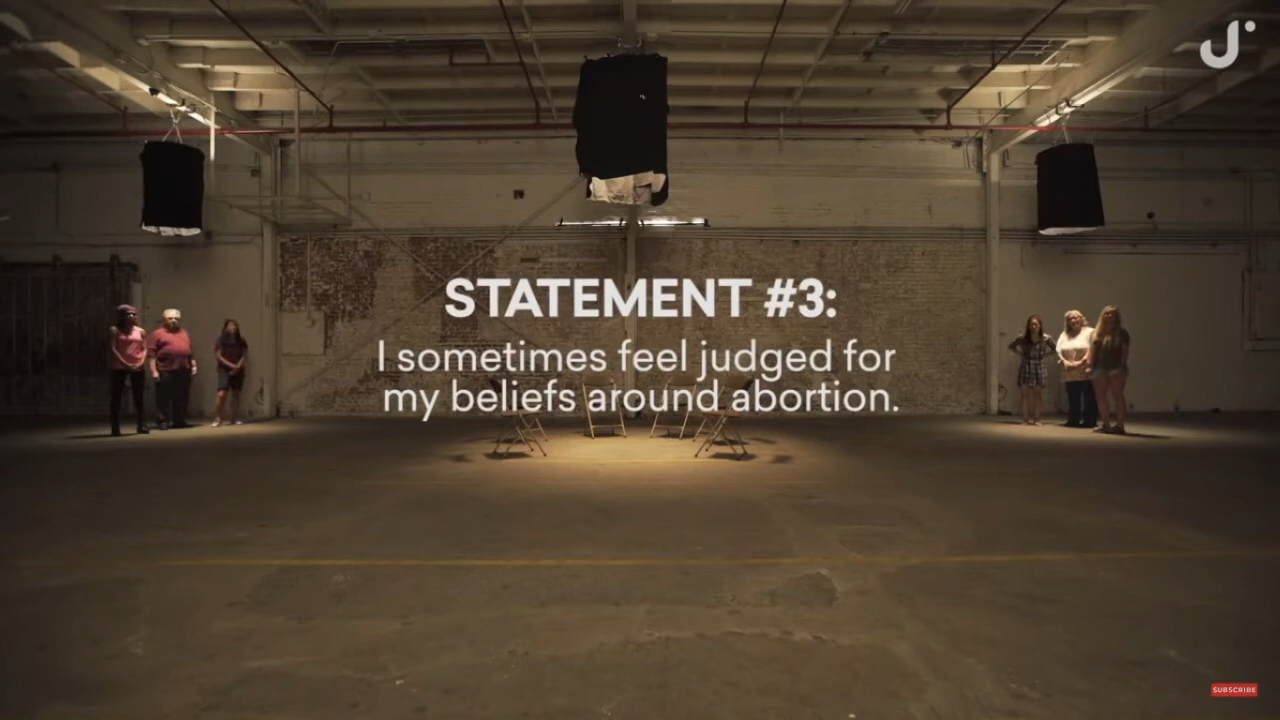 STATEMENT #3:
I sometimes feel judged for
my beliefs around abortion.
SUBSCRIBE